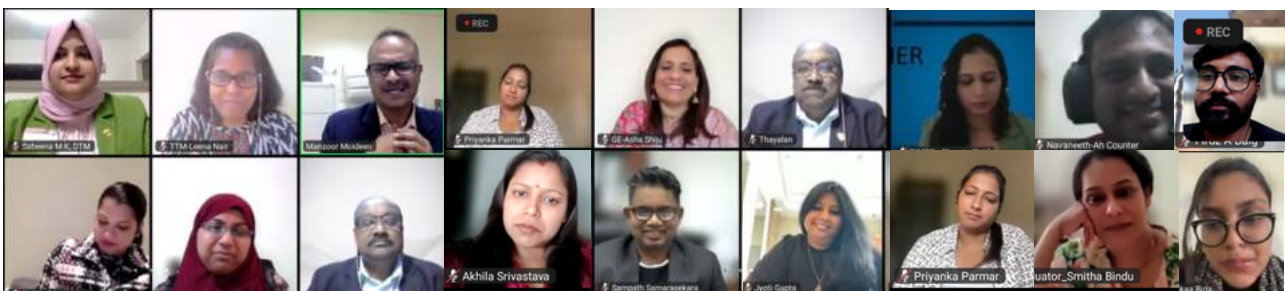 REC
Sabeena M.K, DTM
TTM-Leena Nair
Manzoor Moideen
Priyanka Parmar
GE-Asha Shiju
Thayalan
Navaneeth-Ah Counter
REC
Akhila Srivastava
Sampath Samarasekara
Jyoti Gupta
Priyanka Parmar
uator_Smitha Bindu